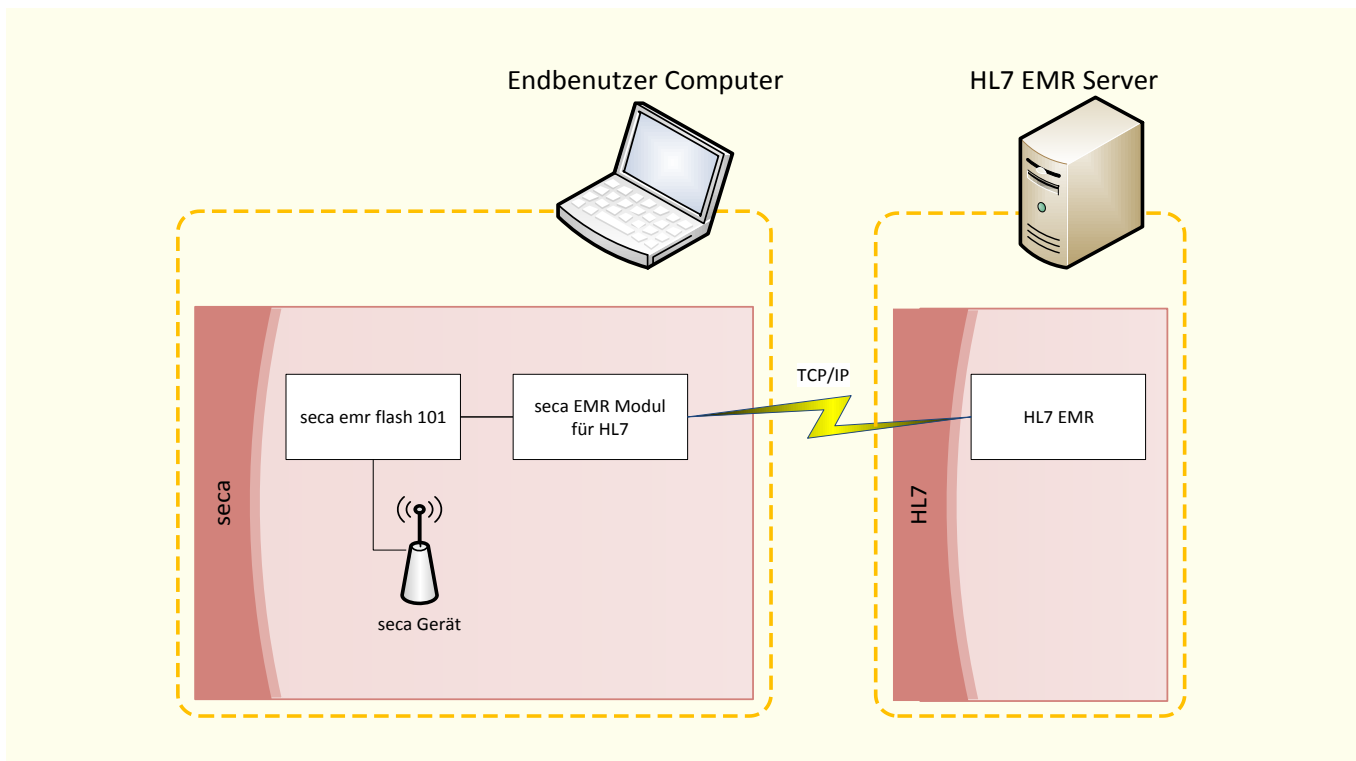 Endbenutzer Computer
HL7 EMR Server
TCP/IP
seca emr flash 101
seca EMR Modul
für HL7
HL7 EMR
seca
HL7
seca Gerät